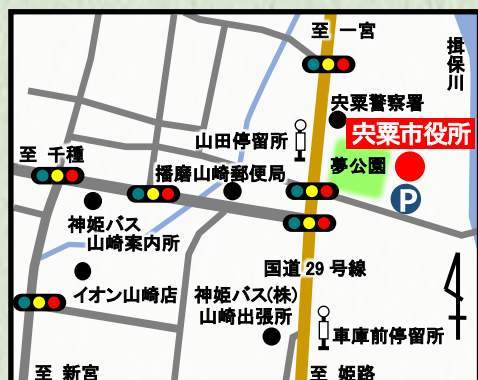 至 一宮
揖保川
宍粟警察署
宍粟市役所
山田停留所
夢公園
至 千種
播磨山崎郵便局
P
神姫バス
山崎案内所
国道29号線
イオン山崎店
神姫バス(株)
山崎出張所
車庫前停留所
至 新宮
至 姫路